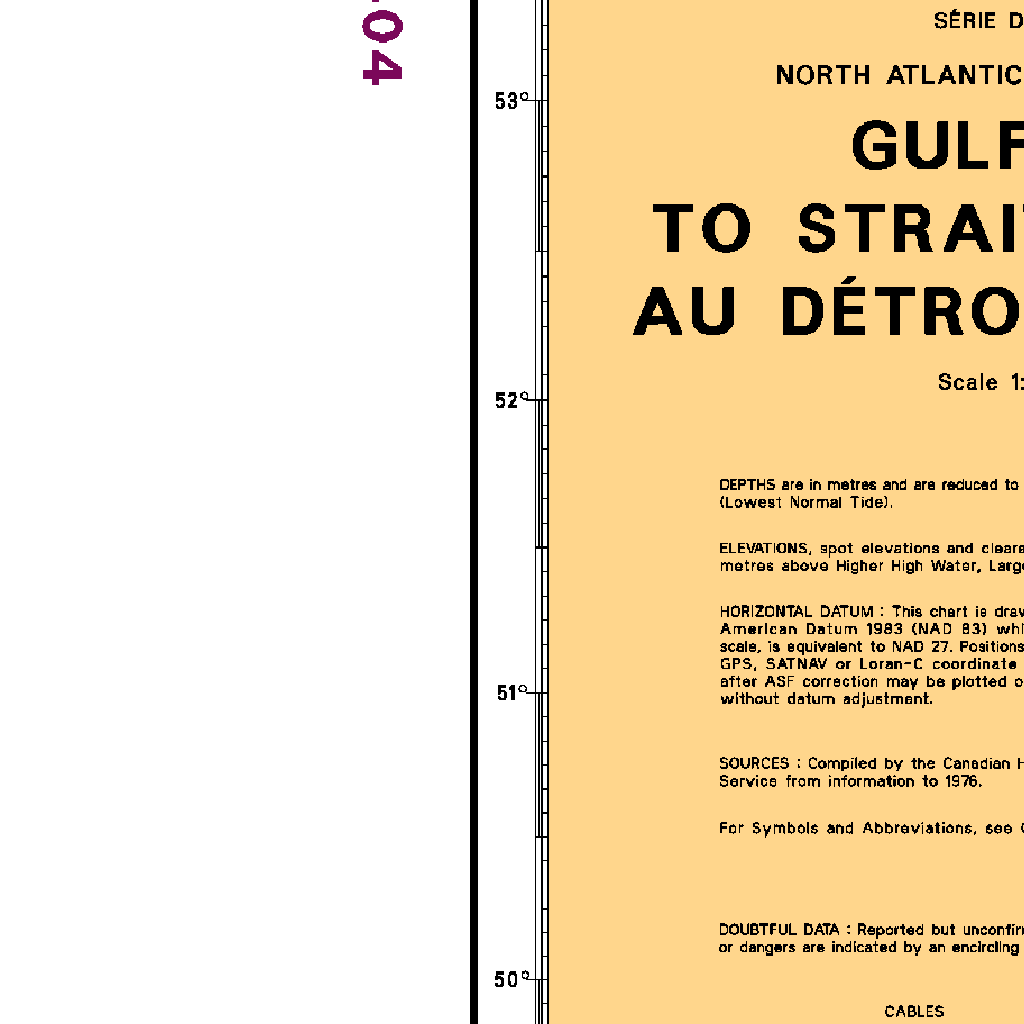 04
SÉRIE D
NORTH ATLANTIC
53°
GULF
TO STRAI
AU DÉTRO
Scale 1:
52°
DEPTHS are in metres and are reduced to
(Lowest Normal Tide).
ELEVATIONS, spot elevations and cleara
metres above Higher High Water, Large
HORIZONTAL DATUM : This chart is draw
American Datum 1983 (NAD 83) whi
scale, is equivalent to NAD 27. Positions
GPS, SATNAV or Loran-C coordinate
after ASF correction may be plotted o
51°
without datum adjustment.
SOURCES : Compiled by the Canadian H
Service from information to 1976.
For Symbols and Abbreviations, see C
DOUBTFUL DATA : Reported but unconfirm
or dangers are indicated by an encircling
50°
CABLES